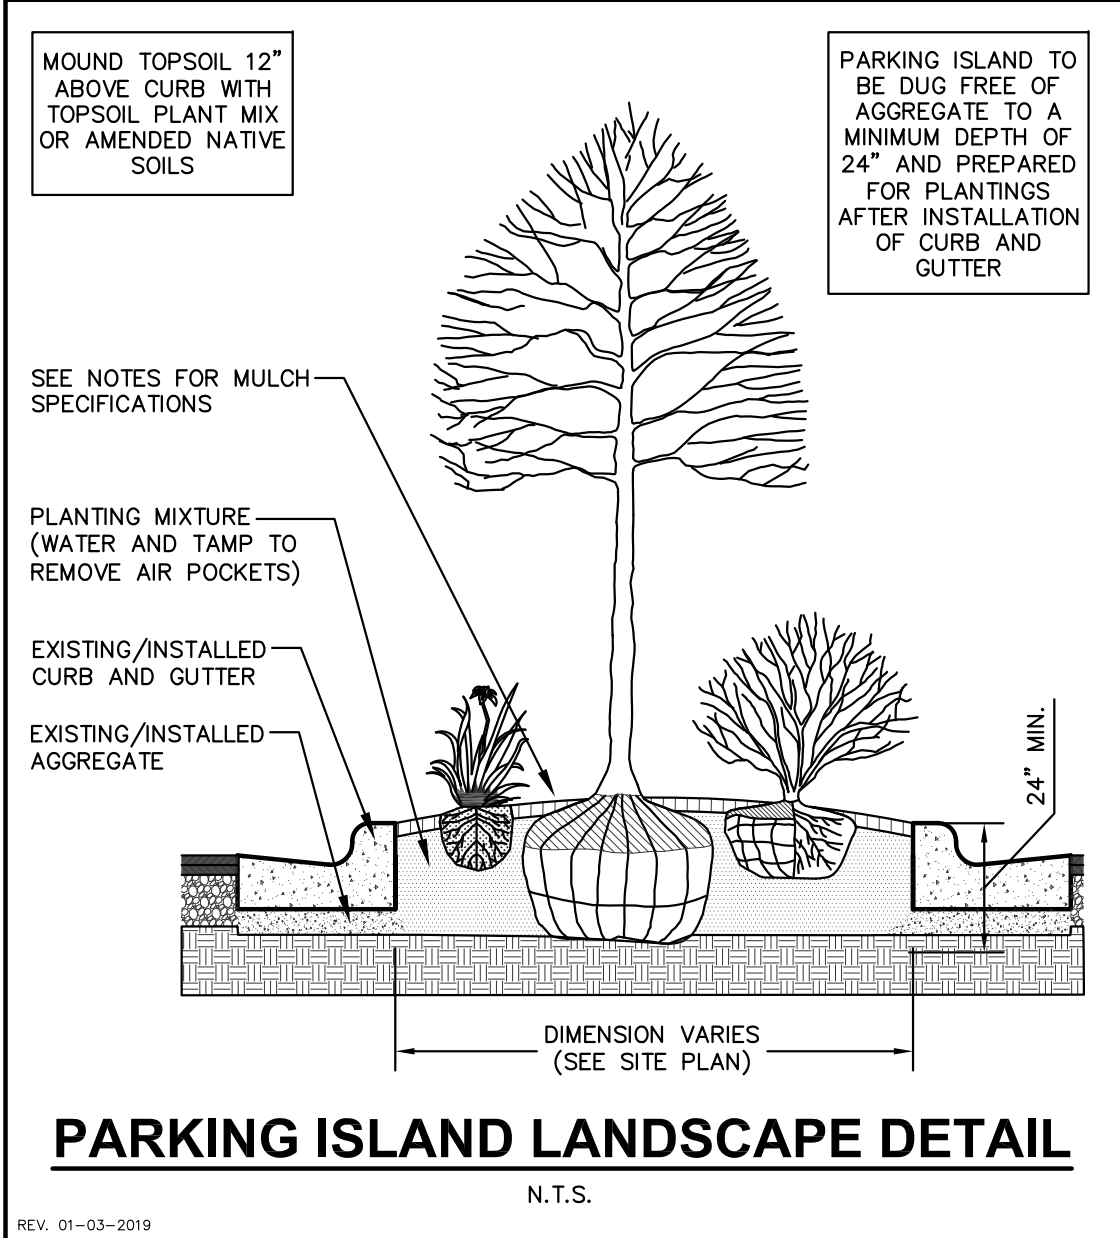 MOUND TOPSOIL 12”
ABOVE CURB WITH
TOPSOIL PLANT MIX
OR AMENDED NATIVE
SOILS
PARKING ISLAND TO
BE DUG FREE OF
AGGREGATE TO A
MINIMUM DEPTH OF
24” AND PREPARED
FOR PLANTINGS
AFTER INSTALLATION
OF CURB AND
GUTTER
SEE NOTES FOR MULCH
SPECIFICATIONS
PLANTING MIXTURE
(WATER AND TAMP TO
REMOVE AIR POCKETS)
EXISTING/INSTALLED
CURB AND GUTTER
EXISTING/INSTALLED
AGGREGATE
24” MIN.
DIMENSION VARIES
(SEE SITE PLAN)
PARKING ISLAND LANDSCAPE DETAIL
N.T.S.
REV. 01-03-2019